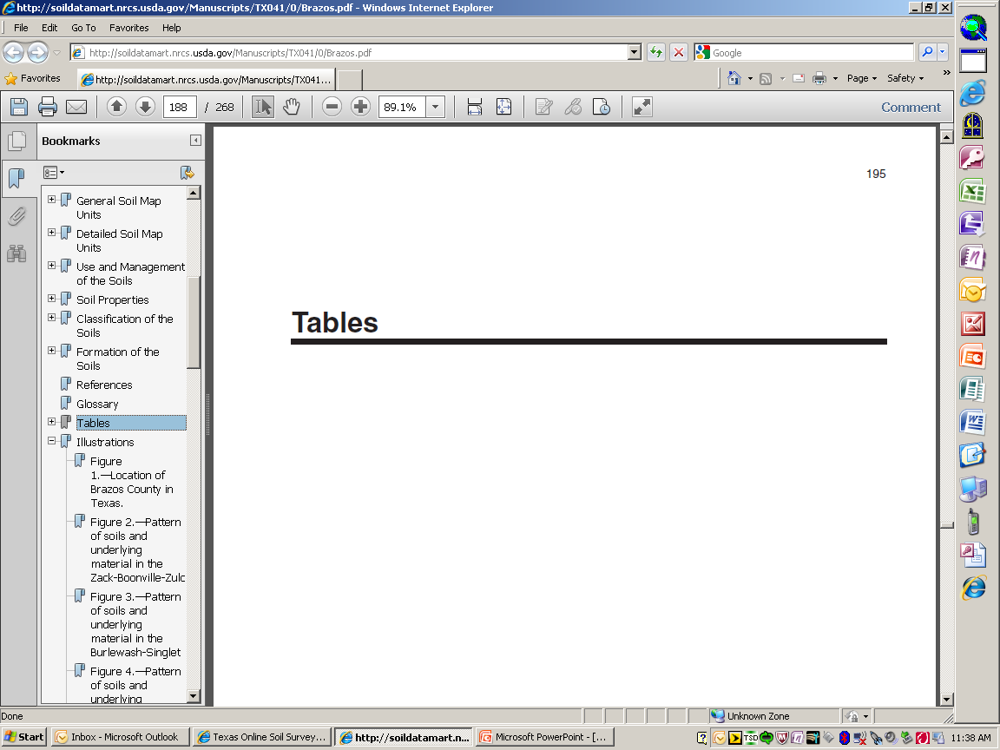 http://soildatamart.nrcs.usda.gov/Manuscripts/TX041/0/Brazos.pdf - Windows Internet Explorer
File Edit Go To Favorites Help
http://soildatamart.nrcs.usda.gov/Manuscripts/TX041/0/Brazos.pdf
Google
Favorites
http://soildatamart.nrcs.usda.gov/Manuscripts/TX041...
Page
Safety
»
188 / 268
89.1%
Comment
Bookmarks
General Soil Map
Units
Detailed Soil Map
Units
Use and Management
of the Soils
Soil Properties
Classification of the
Soils
Formation of the
Soils
References
Glossary
Tables
Illustrations
Figure
1.—Location of
Brazos County in
Texas.
Figure 2.—Pattern
of soils and
underlying
material in the
Zack-Boonville-Zulc
Figure 3.—Pattern
of soils and
underlying
material in the
Burlewash-Singlet
Figure 4.—Pattern
of soils and
underlying
195
Tables
Done
Unknown Zone
Start
Inbox - Microsoft Outlook
Texas Online Soil Survey...
http://soildatamart.n...
Microsoft PowerPoint - [...
TSD
11:38 AM